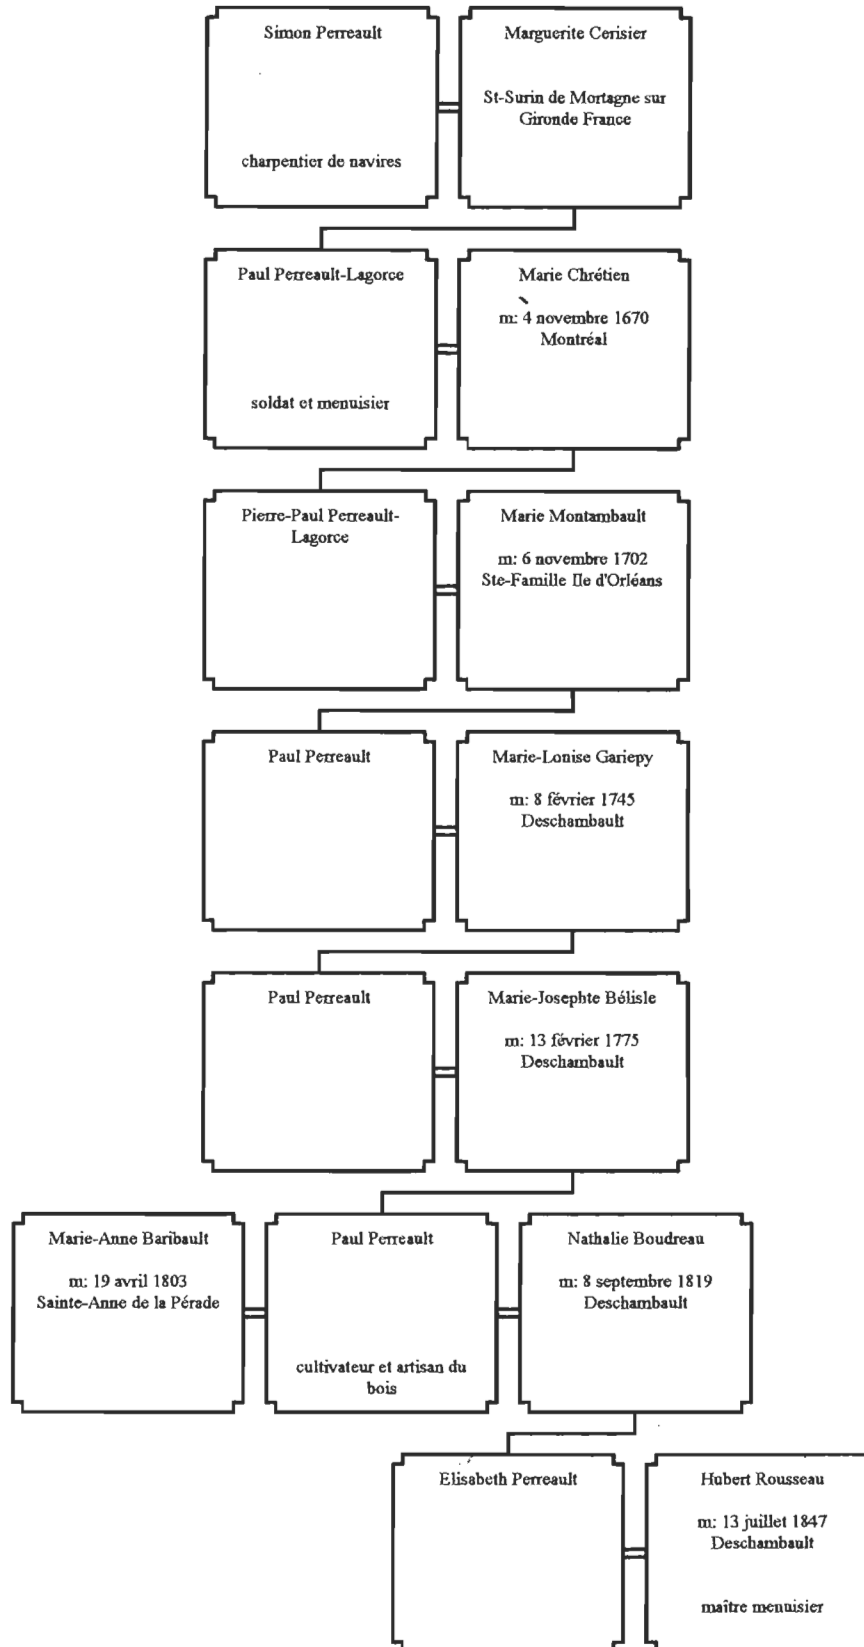 Simon Perreault
charpentier de navires
Marguerite Cerisier
St-Surin de Mortagne sur
Gironde France
Paul Perreault-Lagorce
soldat et menuisier
Marie Chrétien
m: 4 novembre 1670
Montréal
Pierre-Paul Perreault-
Lagorce
Marie Montambault
m: 6 novembre 1702
Ste-Famille Ile d'Orléans
Paul Perreault
Marie-Louise Gariepy
m: 8 février 1745
Deschambault
Paul Perreault
Marie-Josephte Bélisle
m: 13 février 1775
Deschambault
Marie-Anne Baribault
m: 19 avril 1803
Sainte-Anne de la Pérade
Paul Perreault
cultivateur et artisan du
bois
Nathalie Boudreau
m: 8 septembre 1819
Deschambault
Elisabeth Perreault
Hubert Rousseau
m: 13 juillet 1847
Deschambault
maître menuisier